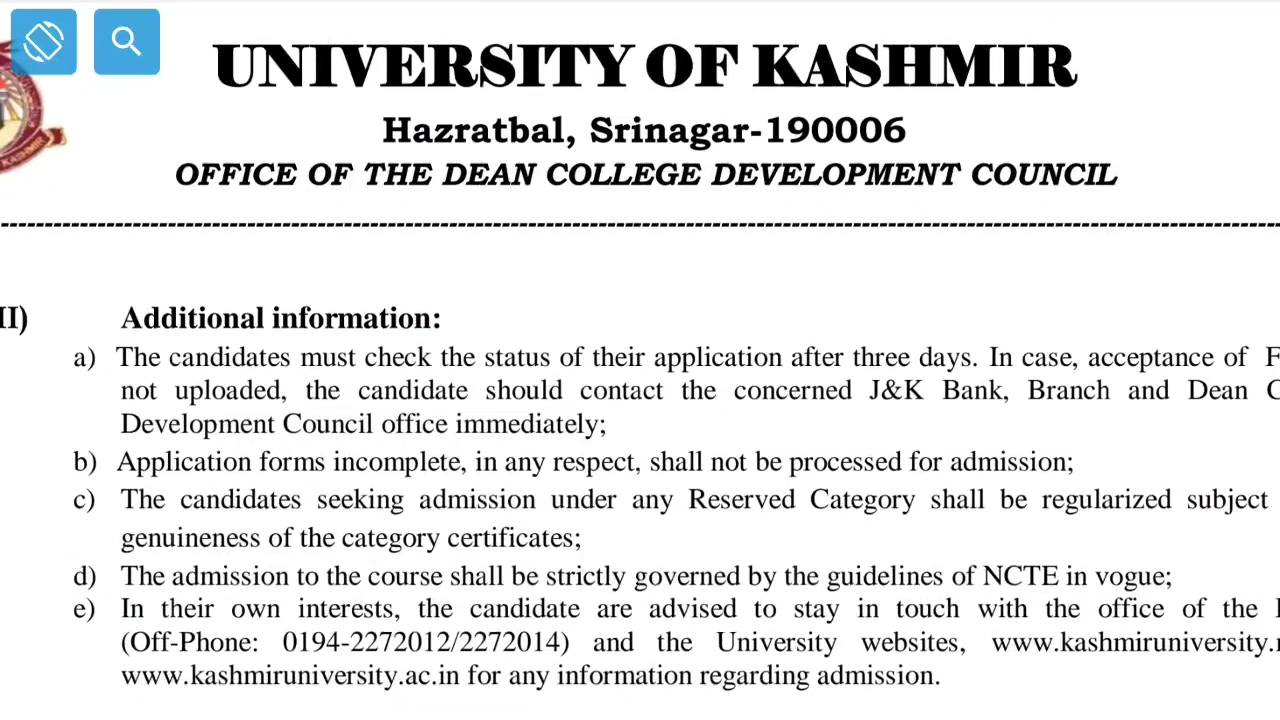 UNIVERSITY OF KASHMIR
Hazratbal, Srinagar-190006
OFFICE OF THE DEAN COLLEGE DEVELOPMENT COUNCIL
KASHMIR
II) Additional information:
a) The candidates must check the status of their application after three days. In case, acceptance of F
not uploaded, the candidate should contact the concerned J&K Bank, Branch and Dean C
Development Council office immediately;
b) Application forms incomplete, in any respect, shall not be processed for admission;
c) The candidates seeking admission under any Reserved Category shall be regularized subject
genuineness of the category certificates;
d) The admission to the course shall be strictly governed by the guidelines of NCTE in vogue;
e) In their own interests, the candidate are advised to stay in touch with the office of the
(Off-Phone: 0194-2272012/2272014) and the University websites, www.kashmiruniversity.
www.kashmiruniversity.ac.in for any information regarding admission.